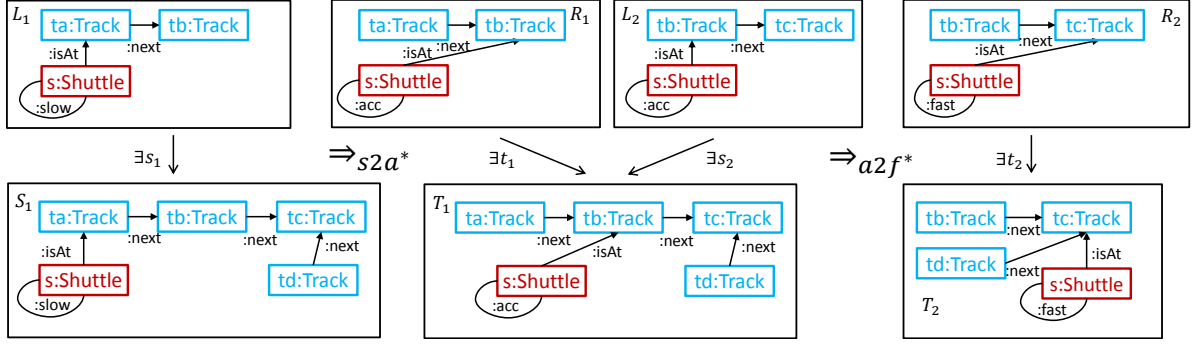 L₁
ta:Track tb:Track
:next
:isAt
s:Shuttle
:slow
R₁
ta:Track tb:Track
:next
:isAt
s:Shuttle
:acc
L₂
tb:Track tc:Track
:next
:isAt
s:Shuttle
:acc
R₂
tb:Track tc:Track
:next
:isAt
s:Shuttle
:fast
∃s₁ ⇒s2a* ∃t₁ ∃s₂ ⇒a2f* ∃t₂
S₁
ta:Track tb:Track tc:Track
:next :next :next
:isAt
s:Shuttle td:Track
:slow
T₁
ta:Track tb:Track tc:Track
:next :next :next
:isAt
s:Shuttle td:Track
:acc
tb:Track tc:Track
:next
:isAt
td:Track
:next
s:Shuttle
:fast
T₂